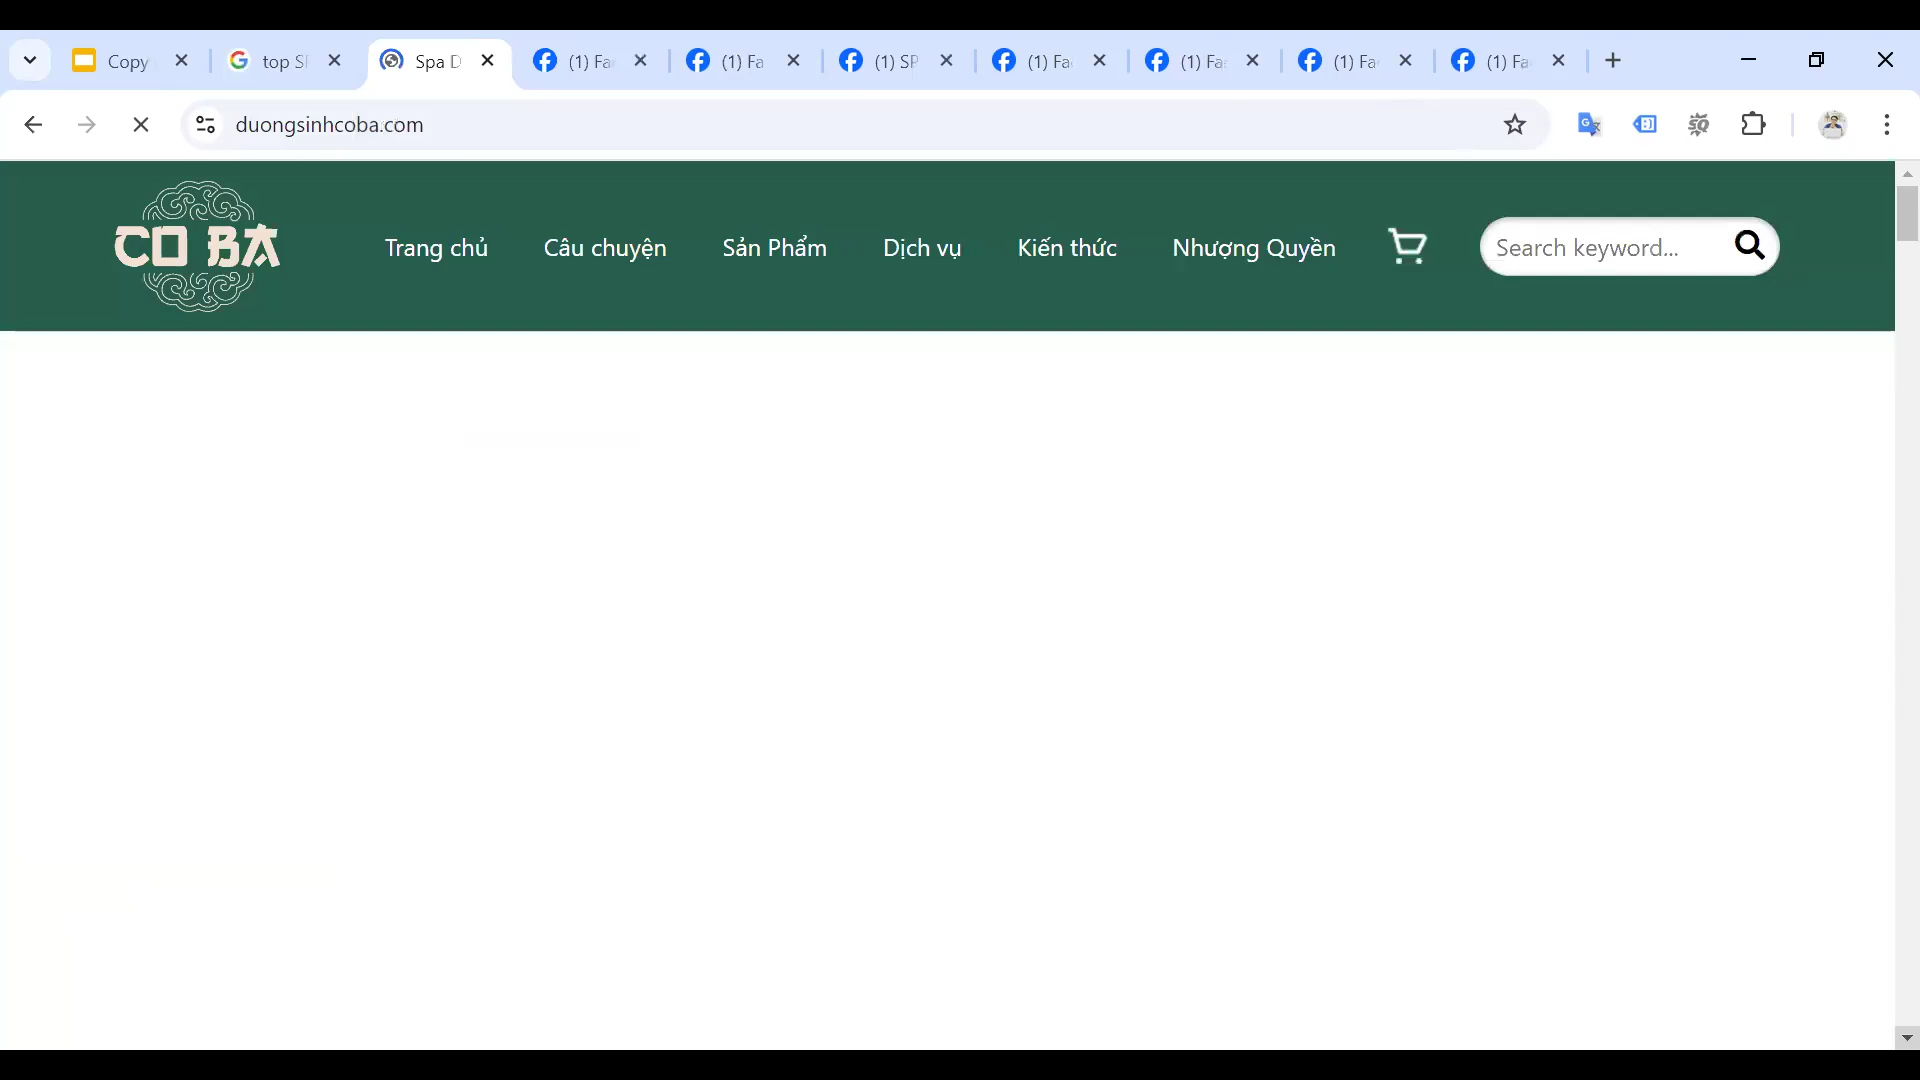 Copy
top S
Spa D
(1) Fa
(1) Fa
(1) SP
(1) Fa
(1) Fa
(1) Fa
(1) Fa
duongsinhcoba.com
CO BA
Trang chủ
Câu chuyện
Sản Phẩm
Dịch vụ
Kiến thức
Nhượng Quyền
Search keyword...